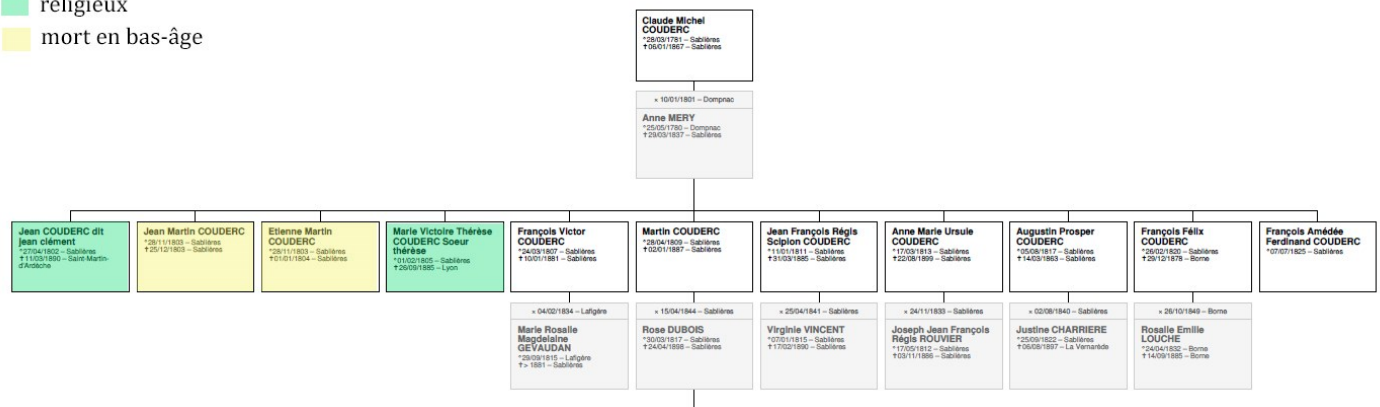 religieux
mort en bas-âge
Claude Michel
COUDERC
*28/03/1781 – Sablières
†06/01/1867 – Sablières
× 10/01/1801 – Dompnac
Anne MERY
*25/05/1780 – Dompnac
†29/03/1837 – Sablières
Jean COUDERC dit
jean clément
*27/04/1802 – Sablières
†11/03/1890 – Saint-Martin-
d'Ardèche
Jean Martin COUDERC
*28/11/1803 – Sablières
†25/12/1803 – Sablières
Etienne Martin
COUDERC
*28/11/1803 – Sablières
†01/01/1804 – Sablières
Marie Victoire Thérèse
COUDERC Soeur
thérèse
*01/02/1805 – Sablières
†26/09/1885 – Lyon
François Victor
COUDERC
*24/03/1807 – Sablières
†10/01/1881 – Sablières
Martin COUDERC
*28/04/1809 – Sablières
†02/01/1887 – Sablières
Jean François Régis
Scipion COUDERC
*11/01/1811 – Sablières
†31/03/1885 – Sablières
Anne Marie Ursule
COUDERC
*17/03/1813 – Sablières
†22/08/1899 – Sablières
Augustin Prosper
COUDERC
*05/08/1817 – Sablières
†14/03/1863 – Sablières
François Félix
COUDERC
*26/02/1820 – Sablières
†29/12/1878 – Borne
François Amédée
Ferdinand COUDERC
*07/07/1825 – Sablières
× 04/02/1834 – Lafigère
Marie Rosalie
Magdelaine
GEVAUDAN
*29/09/1815 – Lafigère
†> 1881 – Sablières
× 15/04/1844 – Sablières
Rose DUBOIS
*30/03/1817 – Sablières
†24/04/1898 – Sablières
× 25/04/1841 – Sablières
Virginie VINCENT
*07/01/1815 – Sablières
†17/02/1890 – Sablières
× 24/11/1833 – Sablières
Joseph Jean François
Régis ROUVIER
*17/05/1812 – Sablières
†03/11/1886 – Sablières
× 02/08/1840 – Sablières
Justine CHARRIERE
*25/09/1822 – Sablières
†06/08/1897 – La Vernarède
× 26/10/1849 – Borne
Rosalie Emilie
LOUCHE
*24/04/1832 – Borne
†14/09/1885 – Borne